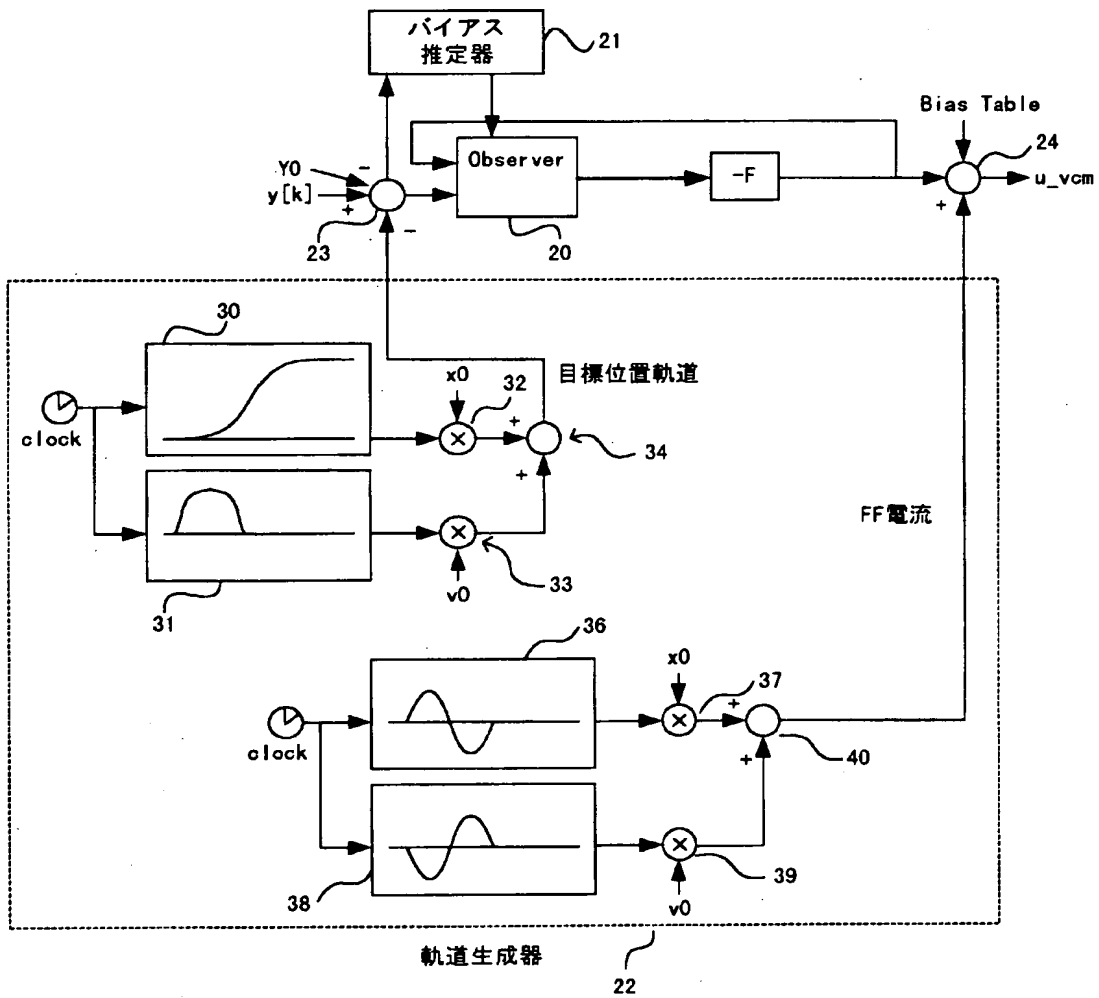 バイアス
推定器
21
Bias Table
Observer
Y0
-
24
-F
u_vcm
y[k]
+
+
23
-
20
30
x0
32
目標位置軌道
+
clock
×
34
+
FF電流
×
33
v0
31
36
x0
37
+
×
clock
40
+
×
39
38
v0
軌道生成器
22